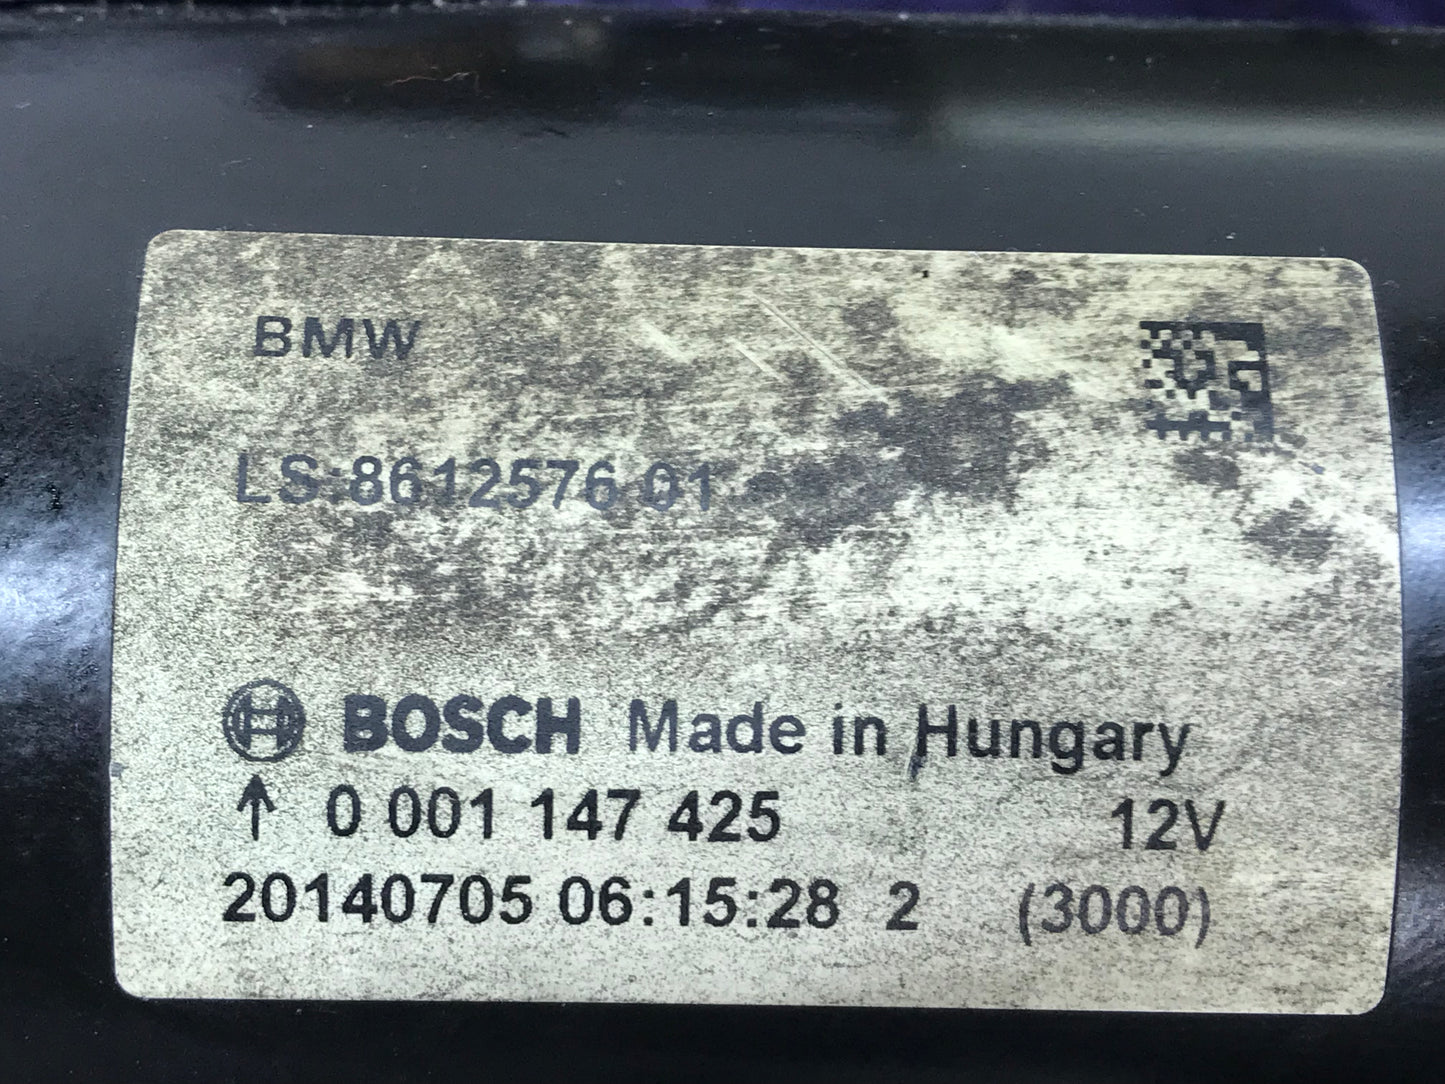 BMW
LS:8612576 01
BOSCH Made in Hungary
↑ 0 001 147 425 12V
20140705 06:15:28 2 (3000)